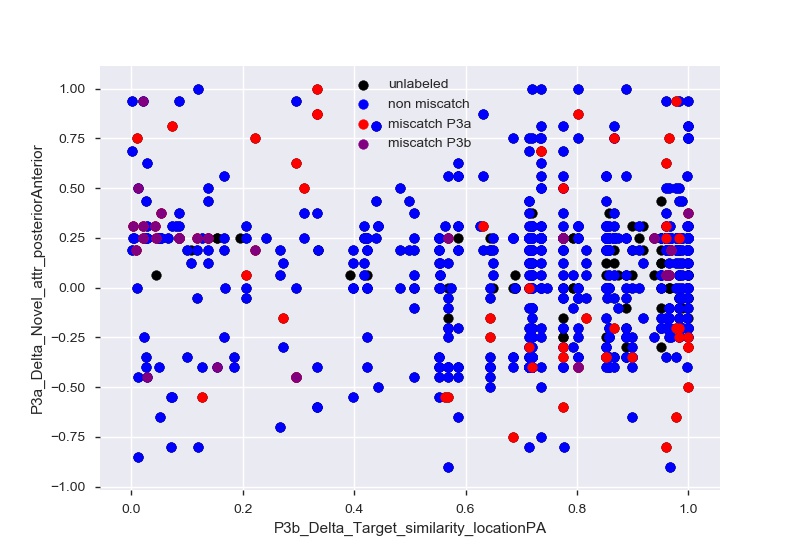 1.00
0.75
0.50
0.25
0.00
−0.25
−0.50
−0.75
−1.00
0.0
0.2
0.4
0.6
0.8
1.0
P3b_Delta_Target_similarity_locationPA
P3a_Delta_Novel_attr_posteriorAnterior
unlabeled
non miscatch
miscatch P3a
miscatch P3b